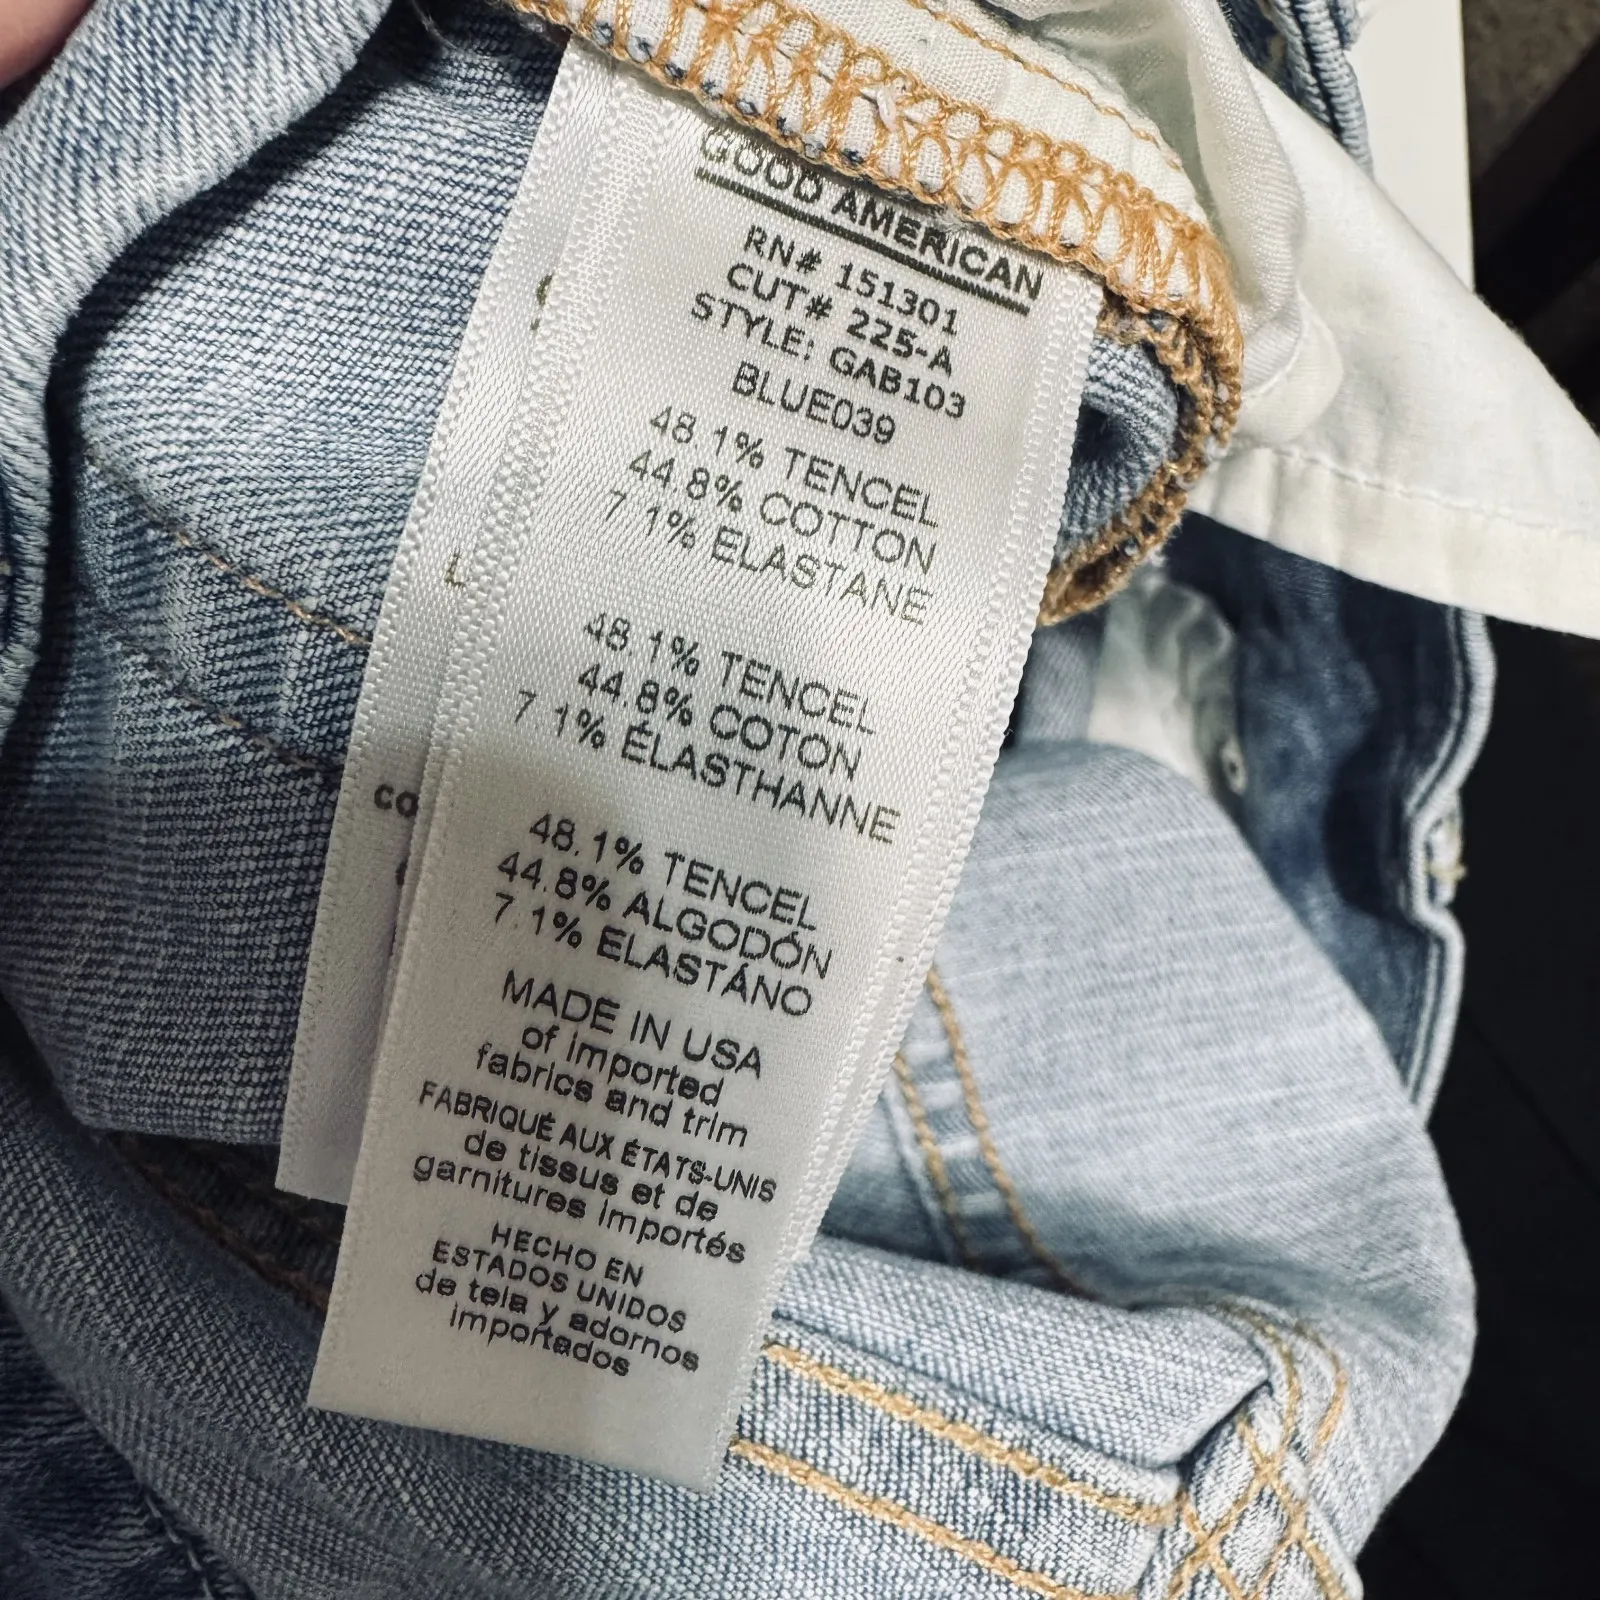 GOOD AMERICAN
RN# 151301
CUT# 225-A
STYLE: GAB103
BLUE039
48.1% TENCEL
44.8% COTTON
7.1% ELASTANE
48.1% TENCEL
44.8% COTON
7.1% ÉLASTHANNE
48.1% TENCEL
44.8% ALGODÓN
7.1% ELASTÁNO
MADE IN USA
of imported
fabrics and trim
FABRIQUÉ AUX ÉTATS-UNIS
de tissus et de
garnitures importés
HECHO EN
ESTADOS UNIDOS
de tela y adornos
importados
L
co